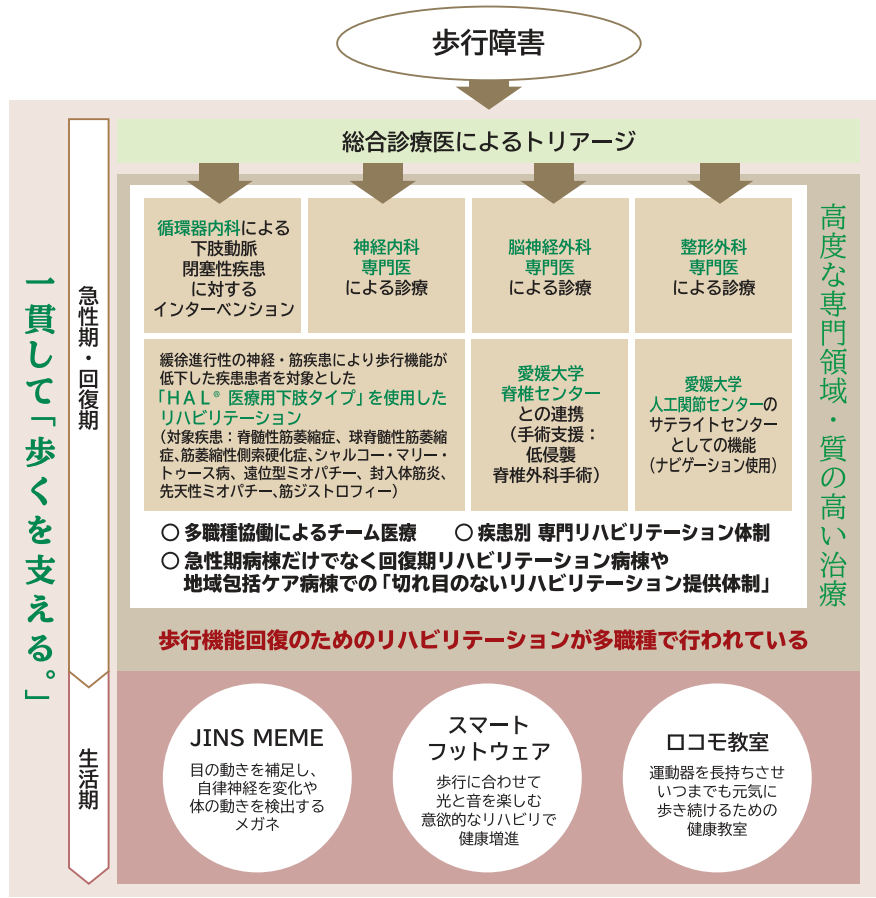 歩行障害
総合診療医によるトリアージ
一貫して「歩くを支える。」
急性期・回復期
循環器内科による
下肢動脈
閉塞性疾患
に対する
インターベンション
神経内科
専門医
による診療
脳神経外科
専門医
による診療
整形外科
専門医
による診療
高度な専門領域・質の高い治療
緩徐進行性の神経・筋疾患により歩行機能が
低下した疾患患者を対象とした
「HAL® 医療用下肢タイプ」を使用した
リハビリテーション
（対象疾患：脊髄性筋萎縮症、球脊髄性筋萎縮
症、筋萎縮性側索硬化症、シャルコー・マリー・
トゥース病、遠位型ミオパチー、封入体筋炎、
先天性ミオパチー、筋ジストロフィー）
愛媛大学
脊椎センター
との連携
（手術支援：
低侵襲
脊椎外科手術）
愛媛大学
人工関節センターの
サテライトセンター
としての機能
（ナビゲーション使用）
○ 多職種協働によるチーム医療
○ 疾患別 専門リハビリテーション体制
○ 急性期病棟だけでなく回復期リハビリテーション病棟や
地域包括ケア病棟での「切れ目のないリハビリテーション提供体制」
歩行機能回復のためのリハビリテーションが多職種で行われている
生活期
JINS MEME
目の動きを補足し、
自律神経を変化や
体の動きを検出する
メガネ
スマート
フットウェア
歩行に合わせて
光と音を楽しむ
意欲的なリハビリで
健康増進
ロコモ教室
運動器を長持ちさせ
いつまでも元気に
歩き続けるための
健康教室